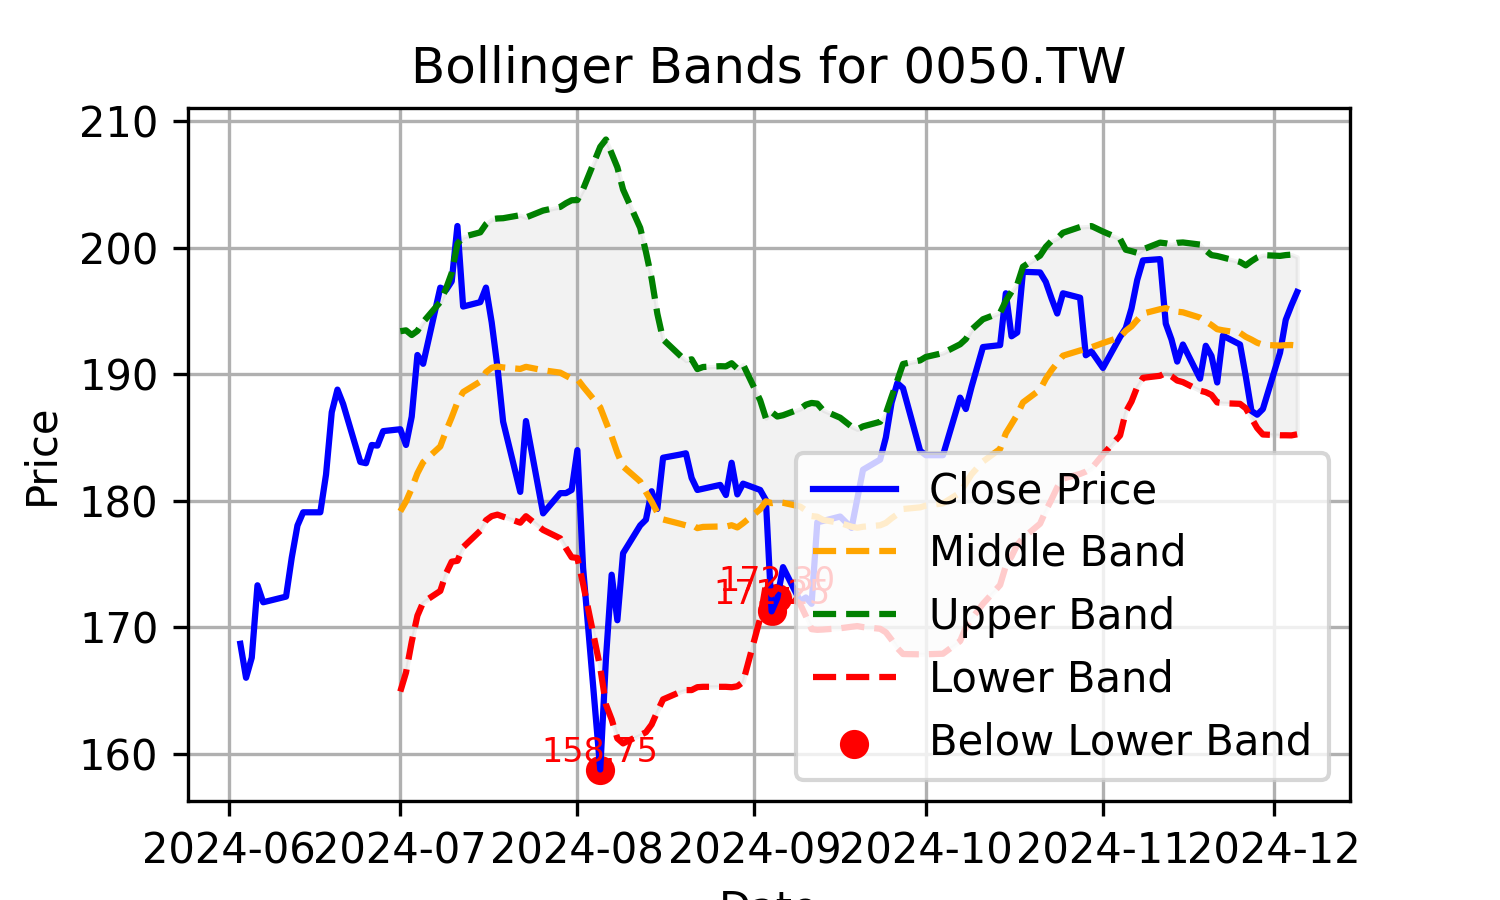 Bollinger Bands for 0050.TW
210
200
190
180
170
160
Price
158.75
Close Price
Middle Band
Upper Band
Lower Band
Below Lower Band
2024-06
2024-07
2024-08
2024-09
2024-10
2024-11
2024-12
Date